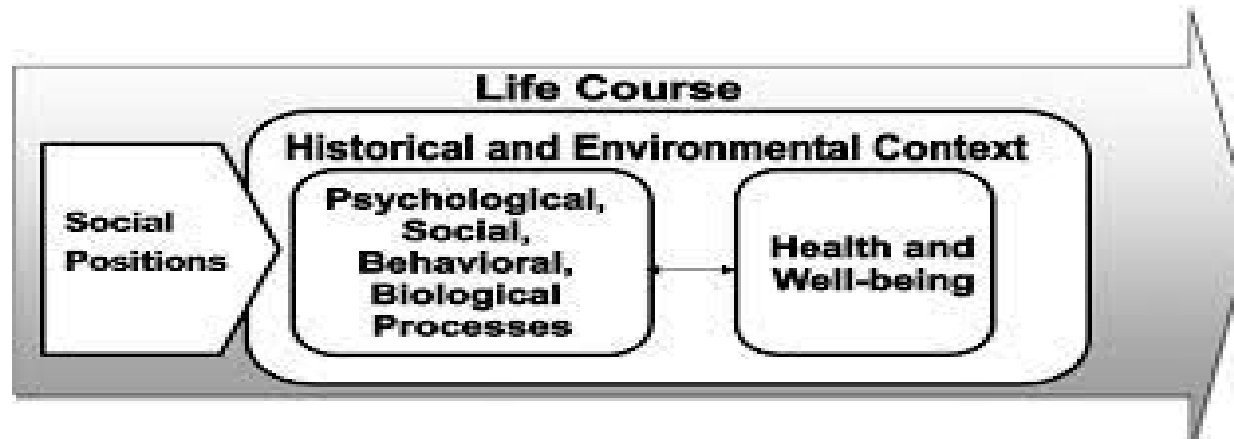 Life Course
Historical and Environmental Context
Social
Positions
Psychological,
Social,
Behavioral,
Biological
Processes
Health and
Well-being